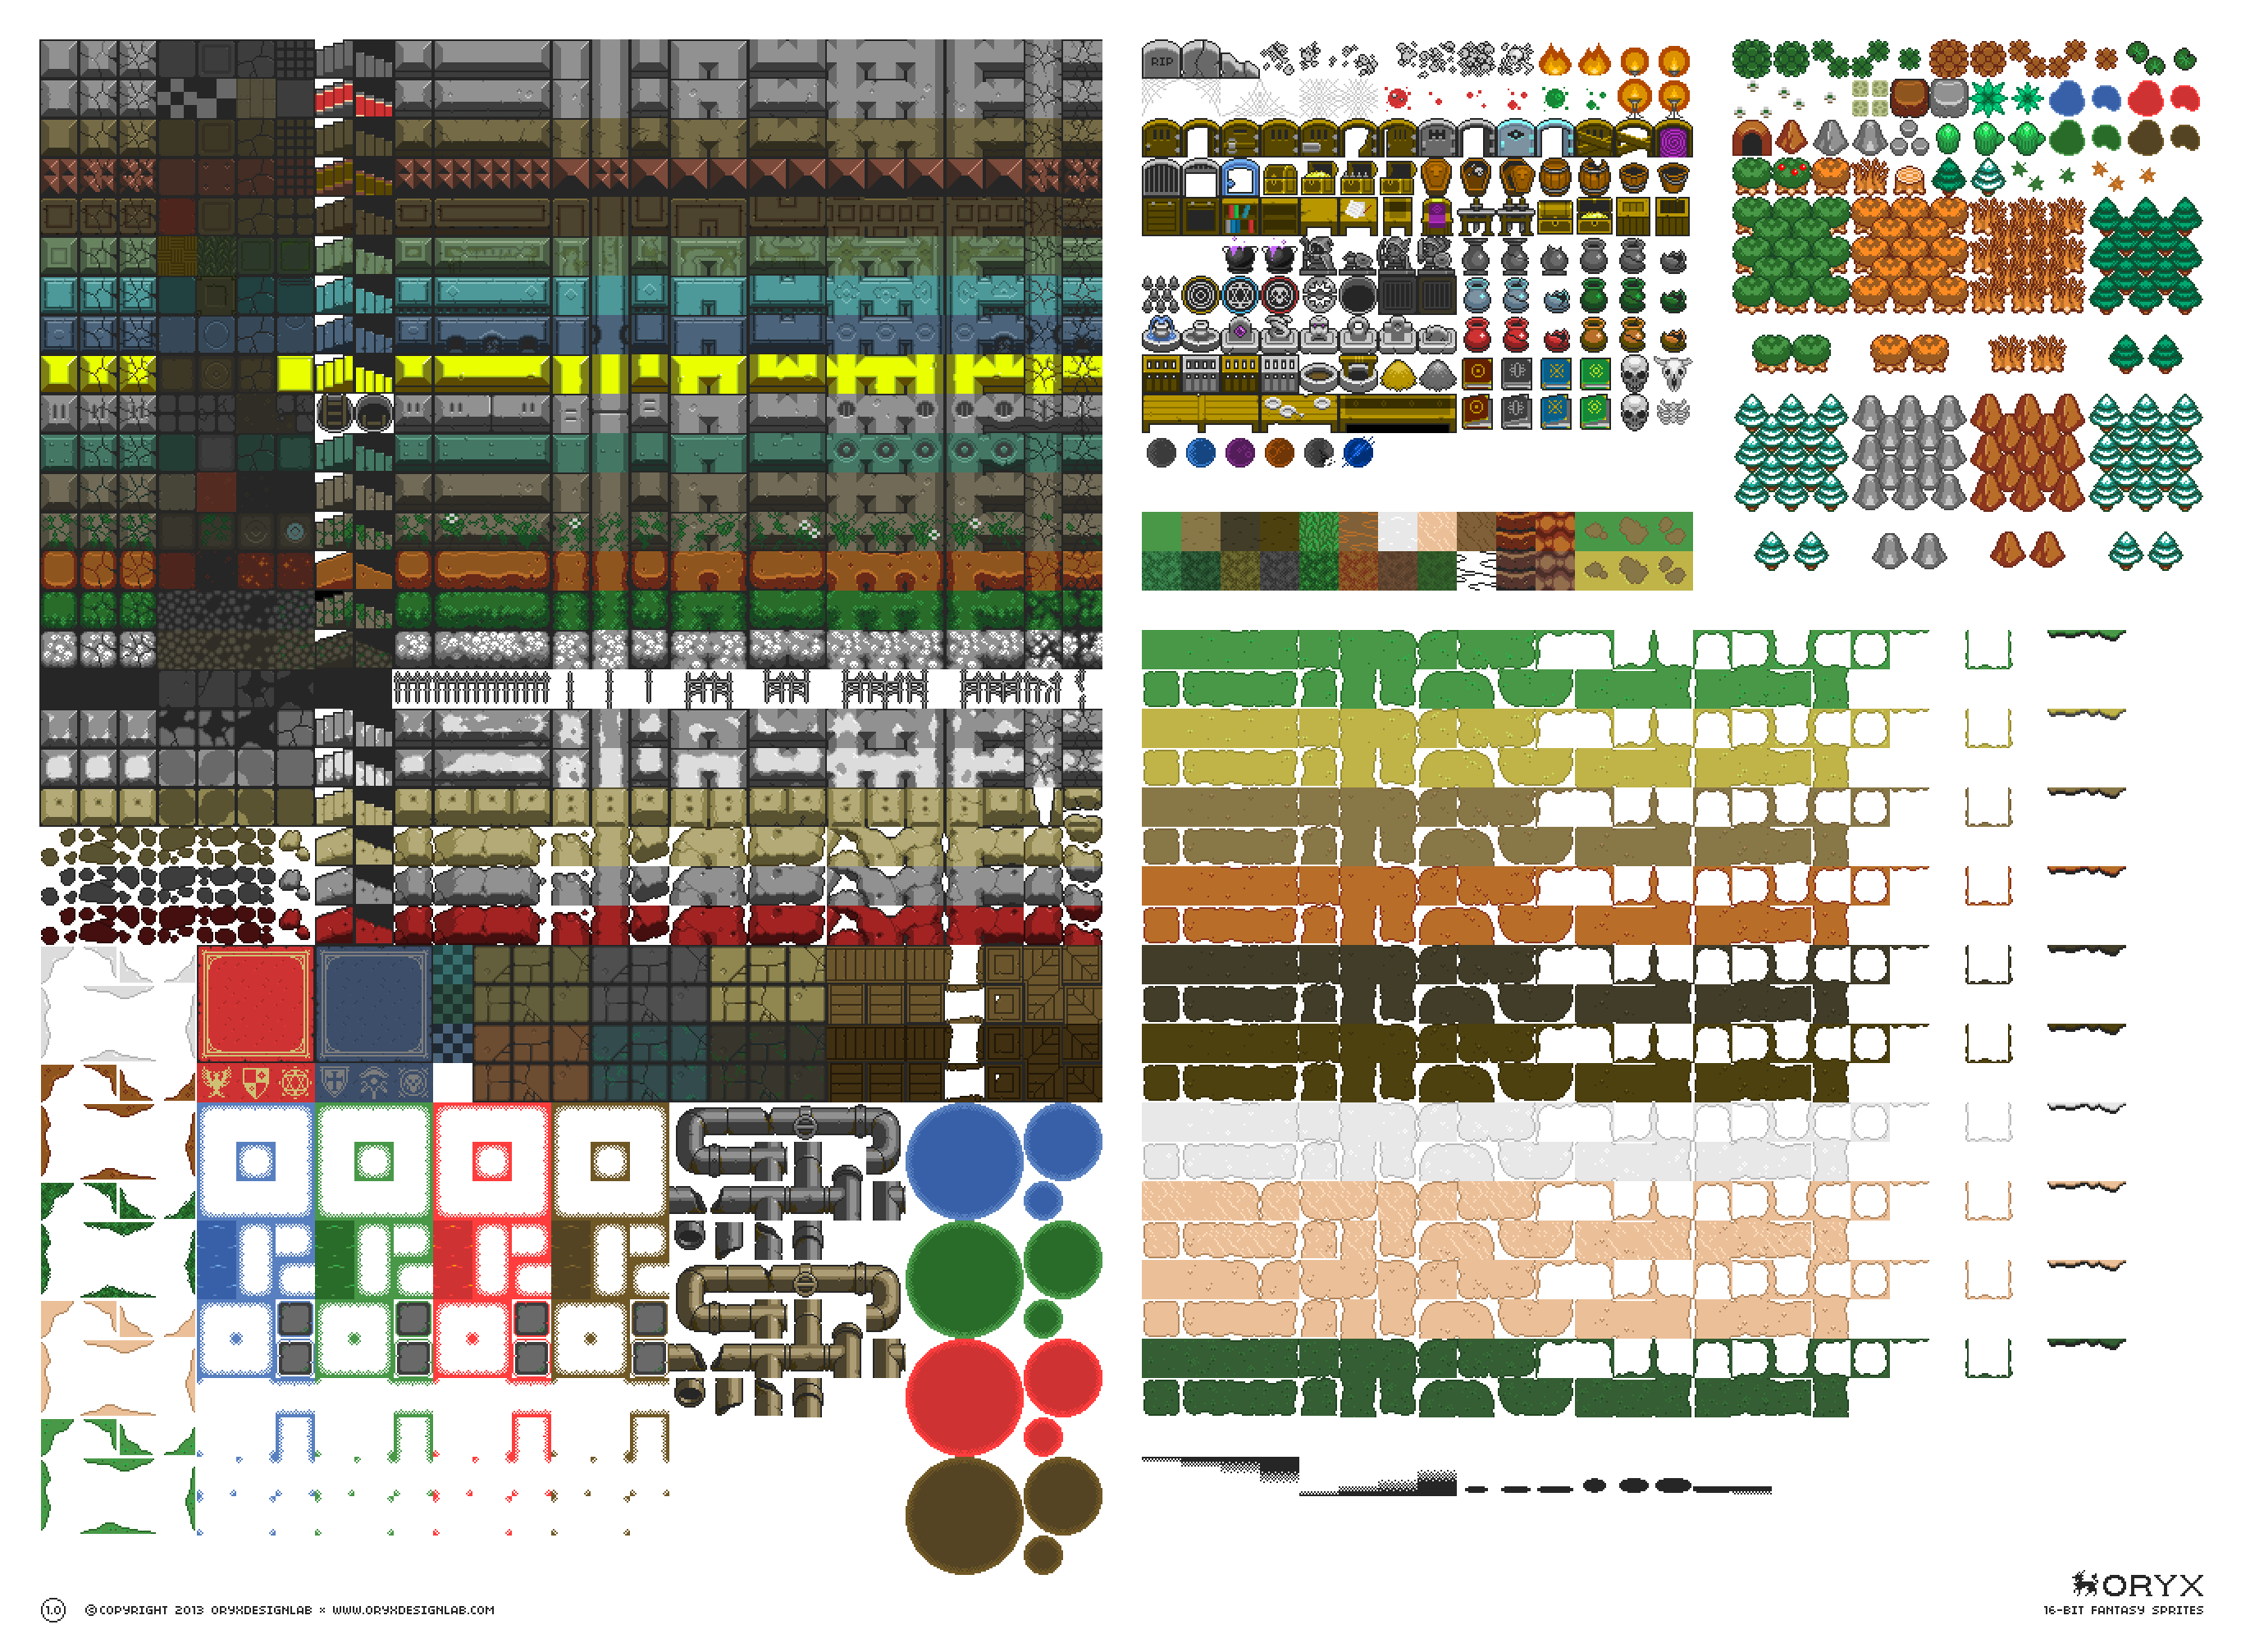 RIP
1.0 ©COPYRIGHT 2013 ORYXDESIGNLAB × WWW.ORYXDESIGNLAB.COM
ORYX
16-BIT FANTASY SPRITES